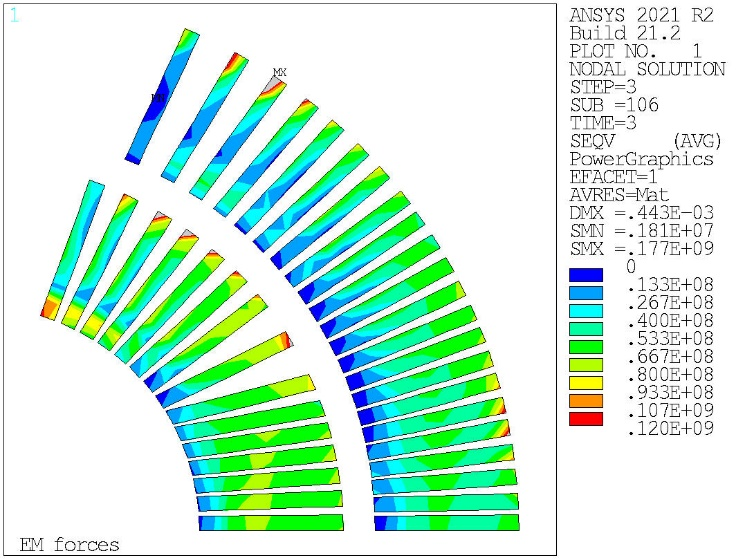 1
ANSYS 2021 R2
Build 21.2
PLOT NO. 1
NODAL SOLUTION
STEP=3
SUB =106
TIME=3
SEQV (AVG)
PowerGraphics
EFACET=1
AVRES=Mat
DMX =.443E-03
SMN =.181E+07
SMX =.177E+09
0
.133E+08
.267E+08
.400E+08
.533E+08
.667E+08
.800E+08
.933E+08
.107E+09
.120E+09
MX
MN
EM forces